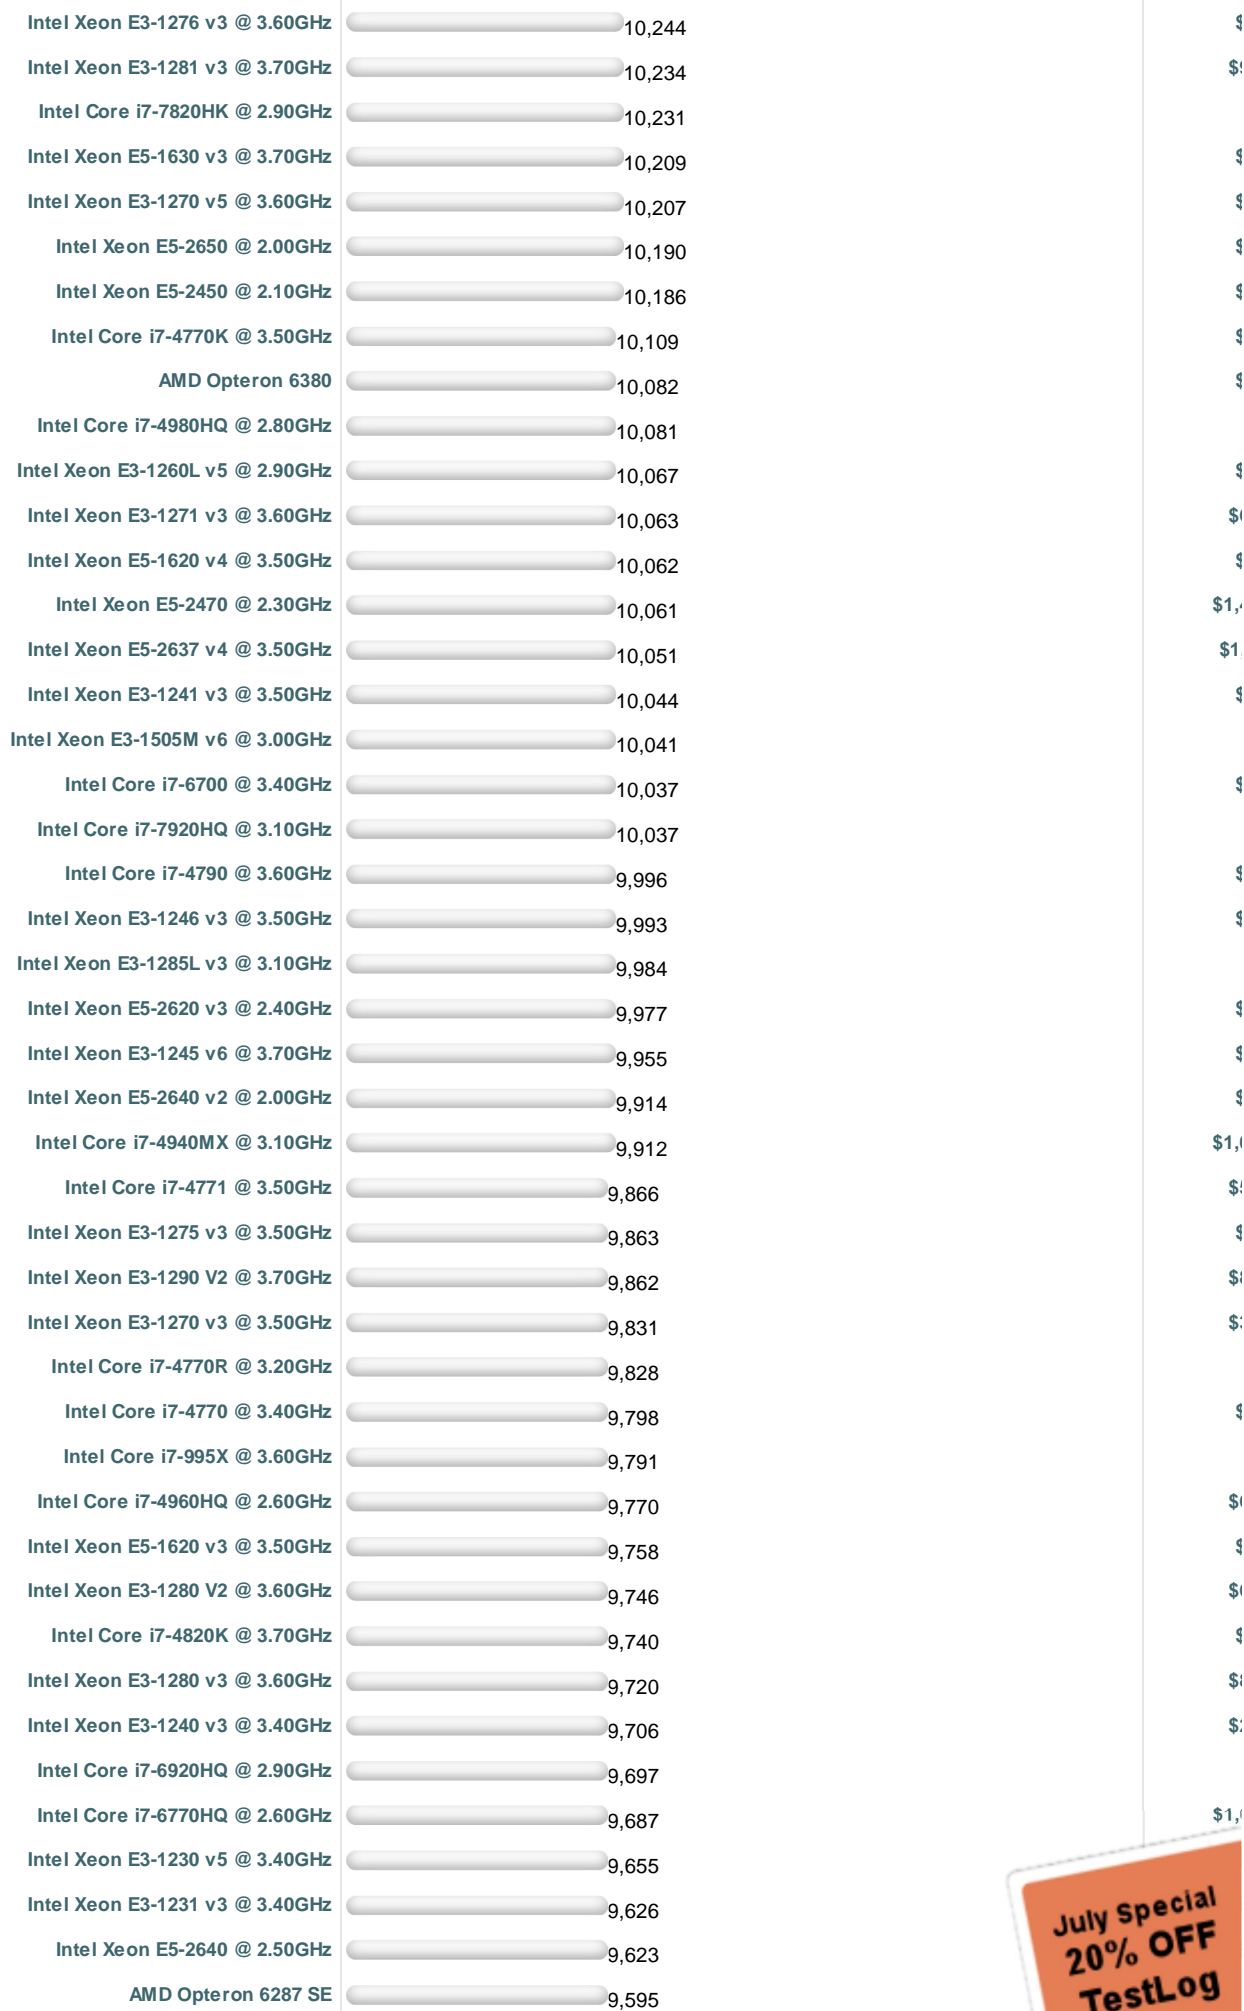 Intel Xeon E3-1276 v3 @ 3.60GHz 10,244 $
Intel Xeon E3-1281 v3 @ 3.70GHz 10,234 $9
Intel Core i7-7820HK @ 2.90GHz 10,231
Intel Xeon E5-1630 v3 @ 3.70GHz 10,209 $
Intel Xeon E3-1270 v5 @ 3.60GHz 10,207 $
Intel Xeon E5-2650 @ 2.00GHz 10,190 $
Intel Xeon E5-2450 @ 2.10GHz 10,186 $
Intel Core i7-4770K @ 3.50GHz 10,109 $
AMD Opteron 6380 10,082 $
Intel Core i7-4980HQ @ 2.80GHz 10,081
Intel Xeon E3-1260L v5 @ 2.90GHz 10,067 $
Intel Xeon E3-1271 v3 @ 3.60GHz 10,063 $6
Intel Xeon E5-1620 v4 @ 3.50GHz 10,062 $
Intel Xeon E5-2470 @ 2.30GHz 10,061 $1,4
Intel Xeon E5-2637 v4 @ 3.50GHz 10,051 $1,
Intel Xeon E3-1241 v3 @ 3.50GHz 10,044 $
Intel Xeon E3-1505M v6 @ 3.00GHz 10,041
Intel Core i7-6700 @ 3.40GHz 10,037 $
Intel Core i7-7920HQ @ 3.10GHz 10,037
Intel Core i7-4790 @ 3.60GHz 9,996 $
Intel Xeon E3-1246 v3 @ 3.50GHz 9,993 $
Intel Xeon E3-1285L v3 @ 3.10GHz 9,984
Intel Xeon E5-2620 v3 @ 2.40GHz 9,977 $
Intel Xeon E3-1245 v6 @ 3.70GHz 9,955 $
Intel Xeon E5-2640 v2 @ 2.00GHz 9,914 $
Intel Core i7-4940MX @ 3.10GHz 9,912 $1,0
Intel Core i7-4771 @ 3.50GHz 9,866 $5
Intel Xeon E3-1275 v3 @ 3.50GHz 9,863 $
Intel Xeon E3-1290 V2 @ 3.70GHz 9,862 $8
Intel Xeon E3-1270 v3 @ 3.50GHz 9,831 $3
Intel Core i7-4770R @ 3.20GHz 9,828
Intel Core i7-4770 @ 3.40GHz 9,798 $
Intel Core i7-995X @ 3.60GHz 9,791
Intel Core i7-4960HQ @ 2.60GHz 9,770 $6
Intel Xeon E5-1620 v3 @ 3.50GHz 9,758 $
Intel Xeon E3-1280 V2 @ 3.60GHz 9,746 $6
Intel Core i7-4820K @ 3.70GHz 9,740 $
Intel Xeon E3-1280 v3 @ 3.60GHz 9,720 $8
Intel Xeon E3-1240 v3 @ 3.40GHz 9,706 $2
Intel Core i7-6920HQ @ 2.90GHz 9,697
Intel Core i7-6770HQ @ 2.60GHz 9,687 $1,0
Intel Xeon E3-1230 v5 @ 3.40GHz 9,655
Intel Xeon E3-1231 v3 @ 3.40GHz 9,626
Intel Xeon E5-2640 @ 2.50GHz 9,623
AMD Opteron 6287 SE 9,595
July Special
20% OFF
TestLog